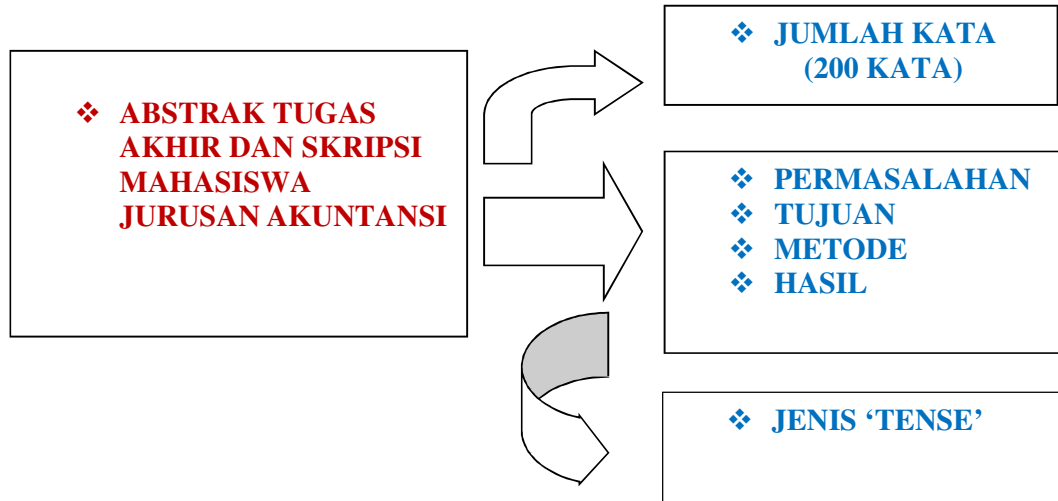 ❖ ABSTRAK TUGAS
AKHIR DAN SKRIPSI
MAHASISWA
JURUSAN AKUNTANSI
❖ JUMLAH KATA
(200 KATA)
❖ PERMASALAHAN
❖ TUJUAN
❖ METODE
❖ HASIL
❖ JENIS ‘TENSE’